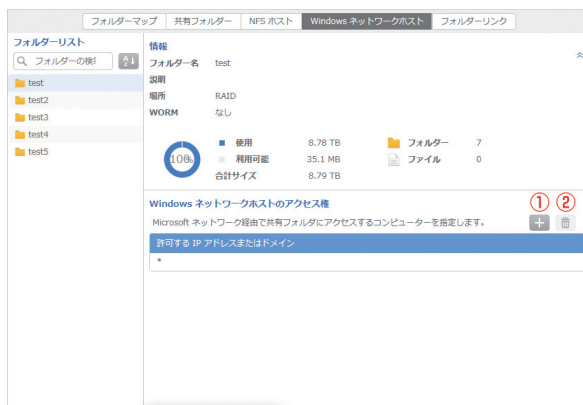 フォルダーマップ 共有フォルダー NFS ホスト Windows ネットワークホスト フォルダーリンク
フォルダーリスト
フォルダーの検
test
test2
test3
test4
test5
情報
フォルダー名 test
説明
場所 RAID
WORM なし
100%
使用 8.78 TB
利用可能 35.1 MB
合計サイズ 8.79 TB
フォルダー 7
ファイル 0
Windows ネットワークホストのアクセス権 ① ②
Microsoft ネットワーク経由で共有フォルダにアクセスするコンピューターを指定します。
許可する IP アドレスまたはドメイン
*